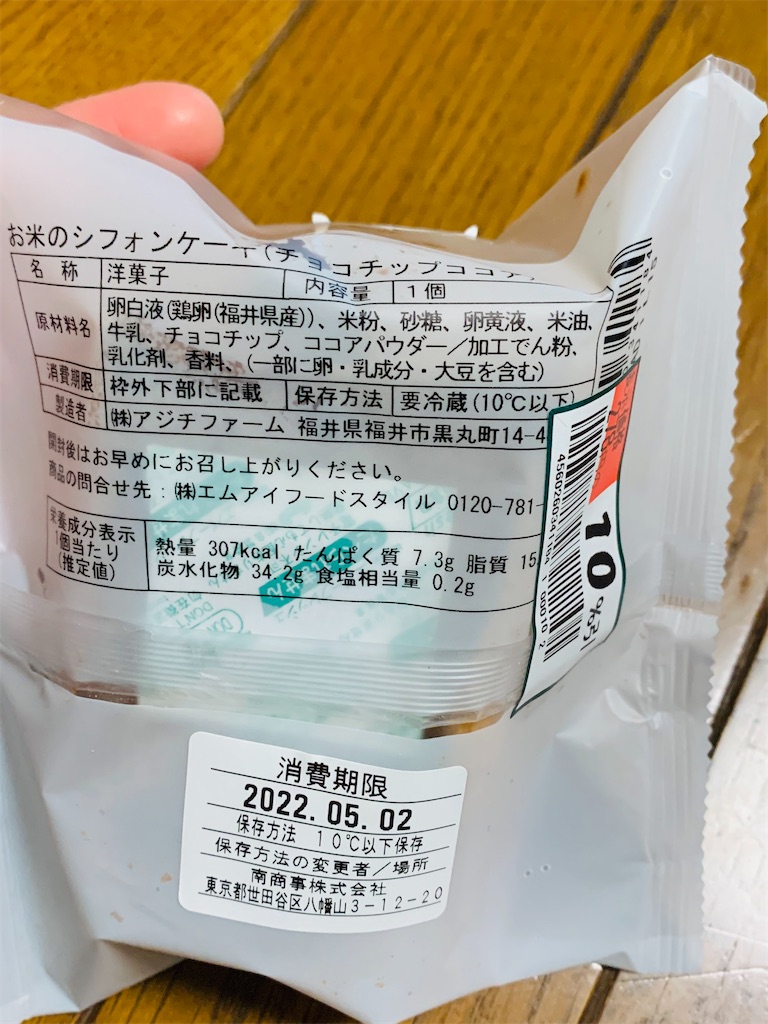 お米のシフォンケーキ(チョコチップココア
名称 洋菓子 内容量 1個
原材料名 卵白液(鶏卵(福井県産))、米粉、砂糖、卵黄液、米油、
牛乳、チョコチップ、ココアパウダー/加工でん粉、
乳化剤、香料、(一部に卵・乳成分・大豆を含む)
消費期限 枠外下部に記載 保存方法 要冷蔵(10℃以下)
製造者 ㈱アジチファーム 福井県福井市黒丸町14-4
開封後はお早めにお召し上がりください。
商品の問合せ先:㈱エムアイフードスタイル 0120-781-
栄養成分表示
1個当たり
(推定値)
熱量 307kcal たんぱく質 7.3g 脂質 15
炭水化物 34.2g 食塩相当量 0.2g
10%引
消費期限
2022.05.02
保存方法 10℃以下保存
保存方法の変更者/場所
南商事株式会社
東京都世田谷区八幡山3-12-20